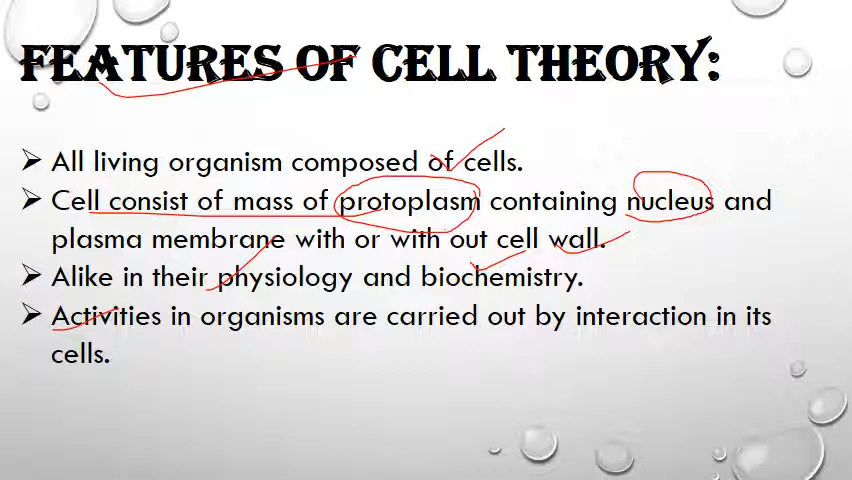 FEATURES OF CELL THEORY:
➢ All living organism composed of cells.
➢ Cell consist of mass of protoplasm containing nucleus and
plasma membrane with or with out cell wall.
➢ Alike in their physiology and biochemistry.
➢ Activities in organisms are carried out by interaction in its
cells.